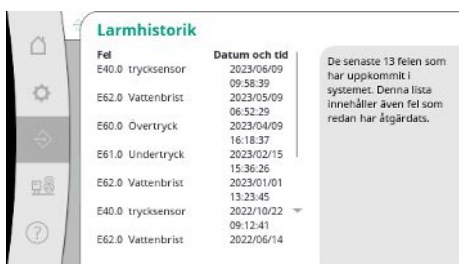 Larmhistorik
Fel Datum och tid
E40.0 trycksensor 2023/06/09
09:58:39
E62.0 Vattenbrist 2023/05/09
06:52:29
E60.0 Övertryck 2023/04/09
16:18:37
E61.0 Undertryck 2023/02/15
15:36:26
E62.0 Vattenbrist 2023/01/01
13:23:45
E40.0 trycksensor 2022/10/22
09:12:41
E62.0 Vattenbrist 2022/06/14
De senaste 13 felen som
har uppkommit i
systemet. Denna lista
innehåller även fel som
redan har åtgärdats.